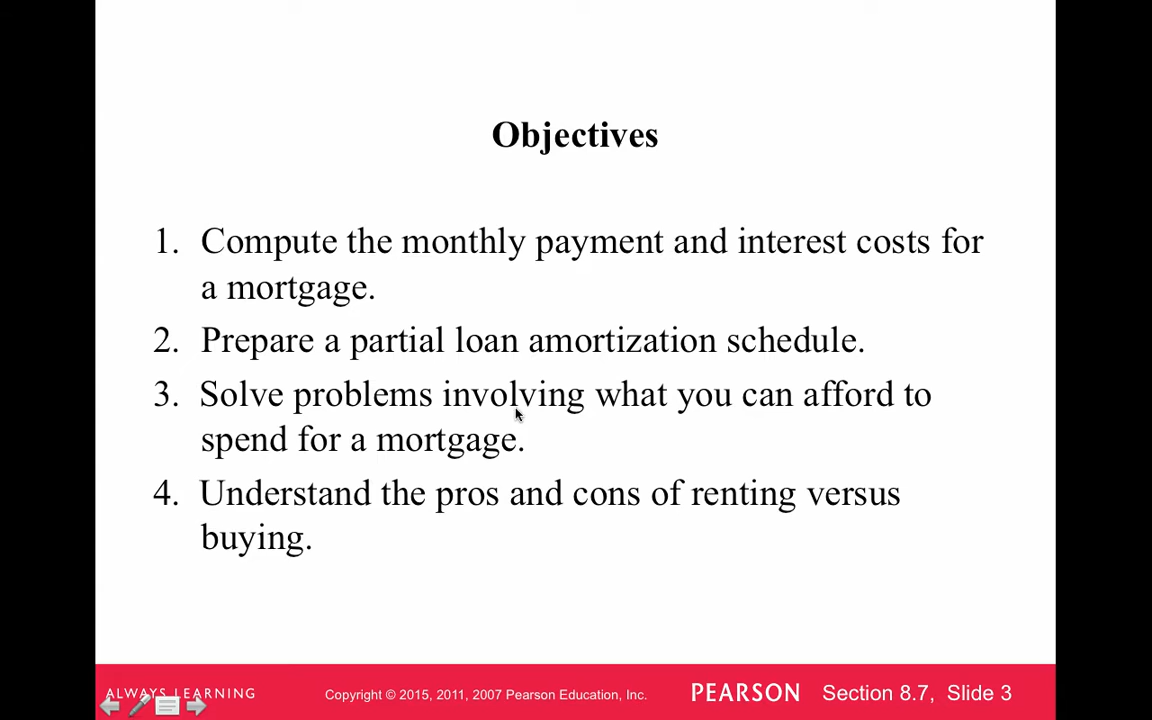 Objectives
1. Compute the monthly payment and interest costs for
a mortgage.
2. Prepare a partial loan amortization schedule.
3. Solve problems involving what you can afford to
spend for a mortgage.
4. Understand the pros and cons of renting versus
buying.
ALWAYS LEARNING Copyright © 2015, 2011, 2007 Pearson Education, Inc. PEARSON Section 8.7, Slide 3